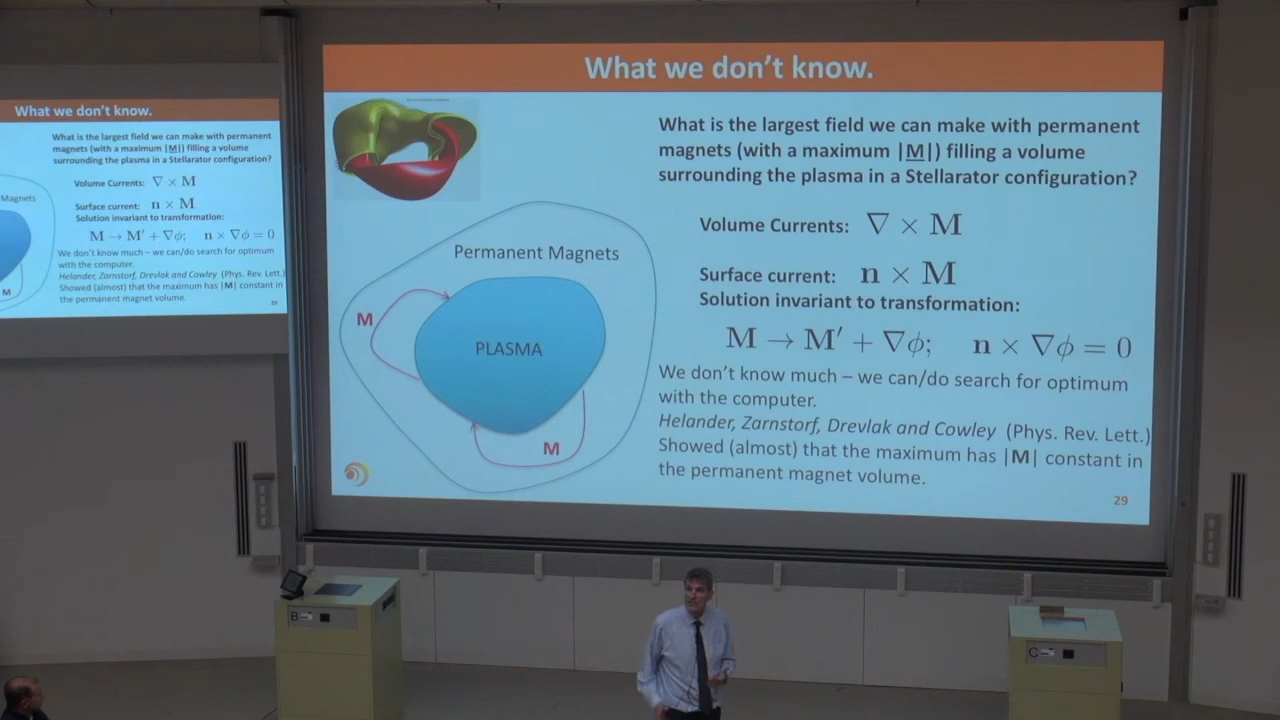 What we don't know.
What is the largest field we can make with permanent
magnets (with a maximum |M|) filling a volume
surrounding the plasma in a Stellarator configuration?
Volume Currents: ∇ × M
Surface current: n × M
Solution invariant to transformation:
M → M′ + ∇ϕ; n × ∇ϕ = 0
We don't know much – we can/do search for optimum
with the computer.
Helander, Zarnstorf, Drevlak and Cowley (Phys. Rev. Lett.)
Showed (almost) that the maximum has |M| constant in
the permanent magnet volume.
29
Permanent Magnets
M
PLASMA
M
What we don't know.
What is the largest field we can make with permanent
magnets (with a maximum |M|) filling a volume
surrounding the plasma in a Stellarator configuration?
Volume Currents: ∇ × M
Magnets
Surface current: n × M
Solution invariant to transformation:
M → M′ + ∇ϕ; n × ∇ϕ = 0
We don't know much – we can/do search for optimum
with the computer.
Helander, Zarnstorf, Drevlak and Cowley (Phys. Rev. Lett.)
Showed (almost) that the maximum has |M| constant in
the permanent magnet volume.
M
29
B
C